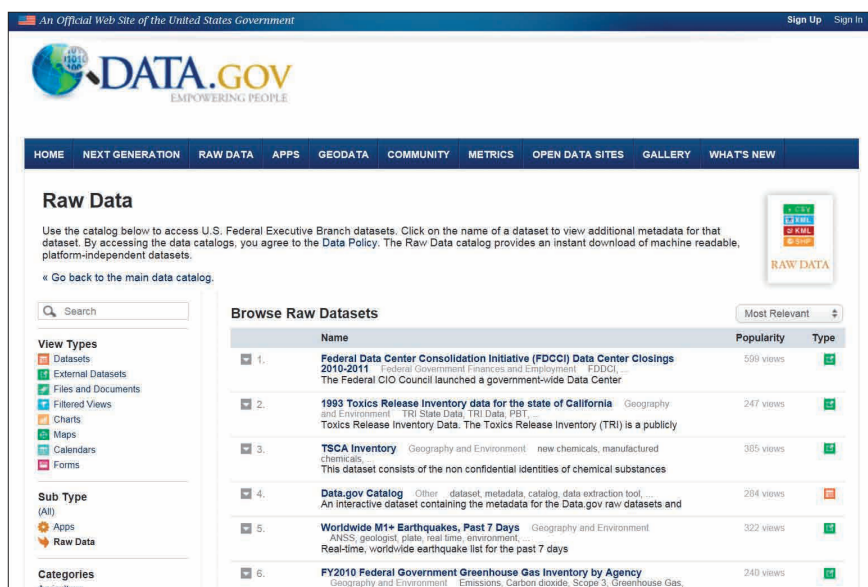 An Official Web Site of the United States Government
Sign Up Sign In
DATA.GOV
EMPOWERING PEOPLE
HOME NEXT GENERATION RAW DATA APPS GEODATA COMMUNITY METRICS OPEN DATA SITES GALLERY WHAT'S NEW
Raw Data
Use the catalog below to access U.S. Federal Executive Branch datasets. Click on the name of a dataset to view additional metadata for that
dataset. By accessing the data catalogs, you agree to the Data Policy. The Raw Data catalog provides an instant download of machine readable,
platform-independent datasets.
« Go back to the main data catalog.
KML
RAW DATA
Search
View Types
Datasets
External Datasets
Files and Documents
Filtered Views
Charts
Maps
Calendars
Forms
Sub Type
(All)
Apps
Raw Data
Categories
Browse Raw Datasets
Most Relevant
Name Popularity Type
1. Federal Data Center Consolidation Initiative (FDCCI) Data Center Closings 599 views
2010-2011 Federal Government Finances and Employment FDCCI, ...
The Federal CIO Council launched a government-wide Data Center
2. 1993 Toxics Release Inventory data for the state of California Geography 247 views
and Environment TRI State Data, TRI Data, PBT, ...
Toxics Release Inventory Data. The Toxics Release Inventory (TRI) is a publicly
3. TSCA Inventory Geography and Environment new chemicals, manufactured 385 views
chemicals, ...
This dataset consists of the non confidential identities of chemical substances
4. Data.gov Catalog Other dataset, metadata, catalog, data extraction tool, ... 284 views
An interactive dataset containing the metadata for the Data.gov raw datasets and
5. Worldwide M1+ Earthquakes, Past 7 Days Geography and Environment 322 views
ANSS, geologist, plate, real time, environment, ...
Real-time, worldwide earthquake list for the past 7 days
6. FY2010 Federal Government Greenhouse Gas Inventory by Agency 240 views
Geography and Environment Emissions, Carbon dioxide, Scope 3, Greenhouse Gas,